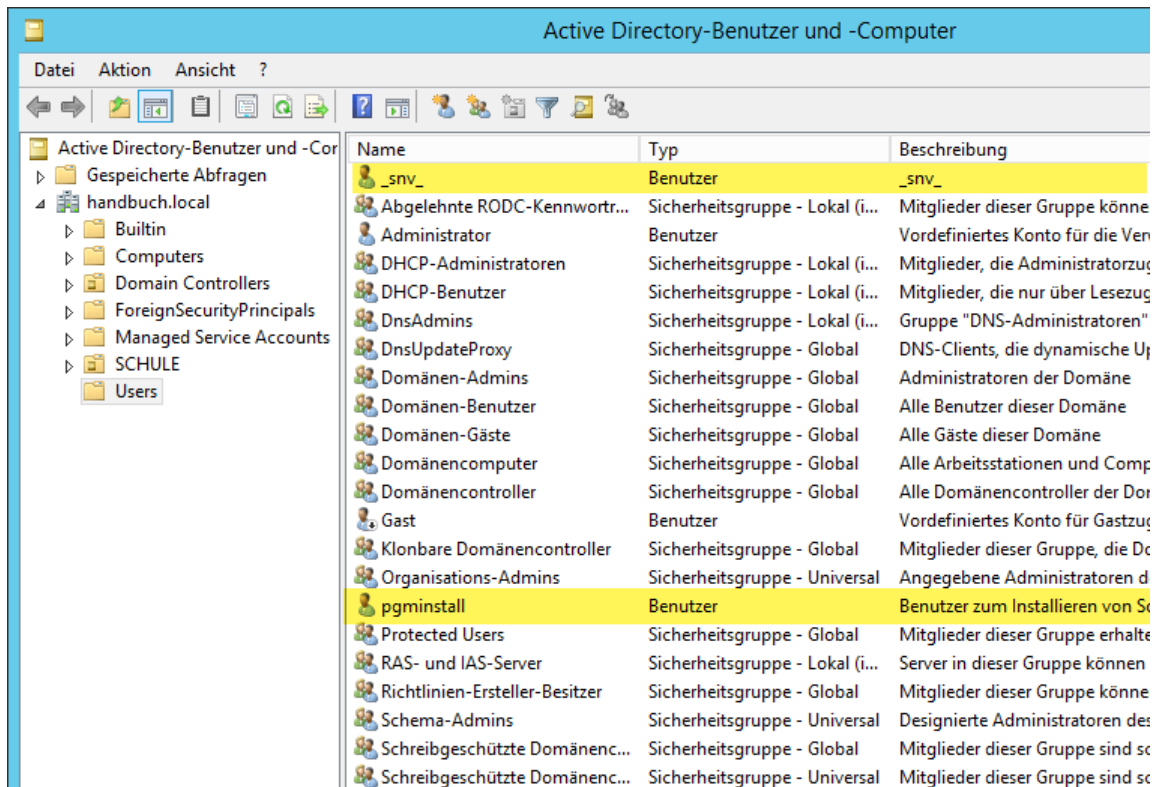 Active Directory-Benutzer und -Computer
Datei Aktion Ansicht ?
Active Directory-Benutzer und -Cor
Gespeicherte Abfragen
handbuch.local
Builtin
Computers
Domain Controllers
ForeignSecurityPrincipals
Managed Service Accounts
SCHULE
Users
Name Typ Beschreibung
_snv_ Benutzer _snv_
Abgelehnte RODC-Kennwortr... Sicherheitsgruppe - Lokal (i... Mitglieder dieser Gruppe könne
Administrator Benutzer Vordefiniertes Konto für die Ver
DHCP-Administratoren Sicherheitsgruppe - Lokal (i... Mitglieder, die Administratorzug
DHCP-Benutzer Sicherheitsgruppe - Lokal (i... Mitglieder, die nur über Lesezug
DnsAdmins Sicherheitsgruppe - Lokal (i... Gruppe "DNS-Administratoren"
DnsUpdateProxy Sicherheitsgruppe - Global DNS-Clients, die dynamische Up
Domänen-Admins Sicherheitsgruppe - Global Administratoren der Domäne
Domänen-Benutzer Sicherheitsgruppe - Global Alle Benutzer dieser Domäne
Domänen-Gäste Sicherheitsgruppe - Global Alle Gäste dieser Domäne
Domänencomputer Sicherheitsgruppe - Global Alle Arbeitsstationen und Comp
Domänencontroller Sicherheitsgruppe - Global Alle Domänencontroller der Dor
Gast Benutzer Vordefiniertes Konto für Gastzug
Klonbare Domänencontroller Sicherheitsgruppe - Global Mitglieder dieser Gruppe, die Do
Organisations-Admins Sicherheitsgruppe - Universal Angegebene Administratoren d
pgminstall Benutzer Benutzer zum Installieren von So
Protected Users Sicherheitsgruppe - Global Mitglieder dieser Gruppe erhalte
RAS- und IAS-Server Sicherheitsgruppe - Lokal (i... Server in dieser Gruppe können
Richtlinien-Ersteller-Besitzer Sicherheitsgruppe - Global Mitglieder dieser Gruppe könne
Schema-Admins Sicherheitsgruppe - Universal Designierte Administratoren des
Schreibgeschützte Domänenc... Sicherheitsgruppe - Global Mitglieder dieser Gruppe sind sc
Schreibgeschützte Domänenc... Sicherheitsgruppe - Universal Mitglieder dieser Gruppe sind sc